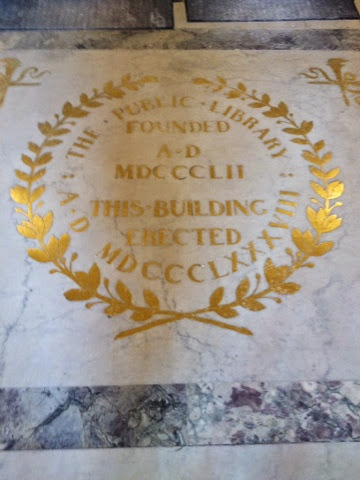 THE · PUBLIC · LIBRARY
FOUNDED
A · D
MDCCCLII
THIS · BUILDING
ERECTED
A · D MDCCCLXXXVIII